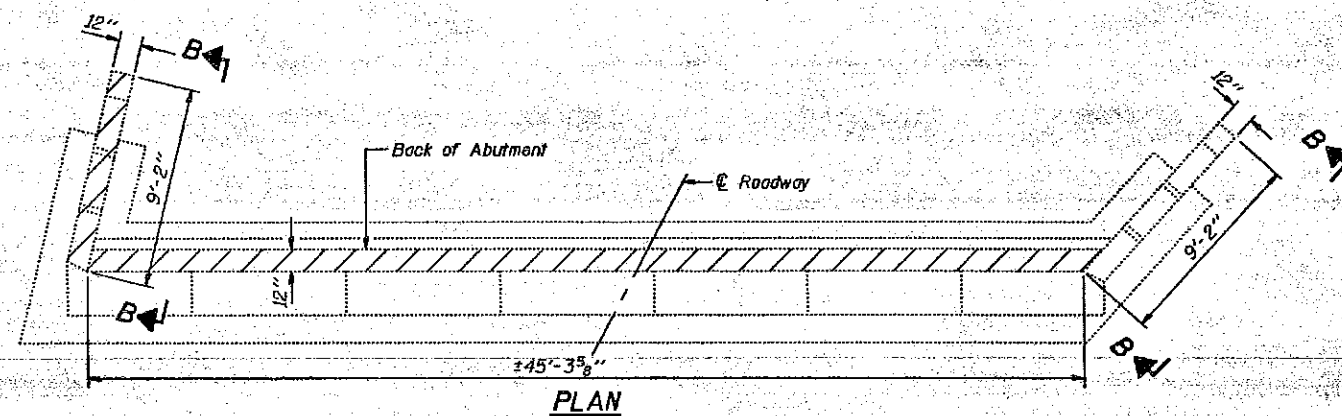 12"
B
12"
B
Back of Abutment
℄ Roadway
9'-2"
9'-2"
12"
B
B
±45'-3⅝"
PLAN